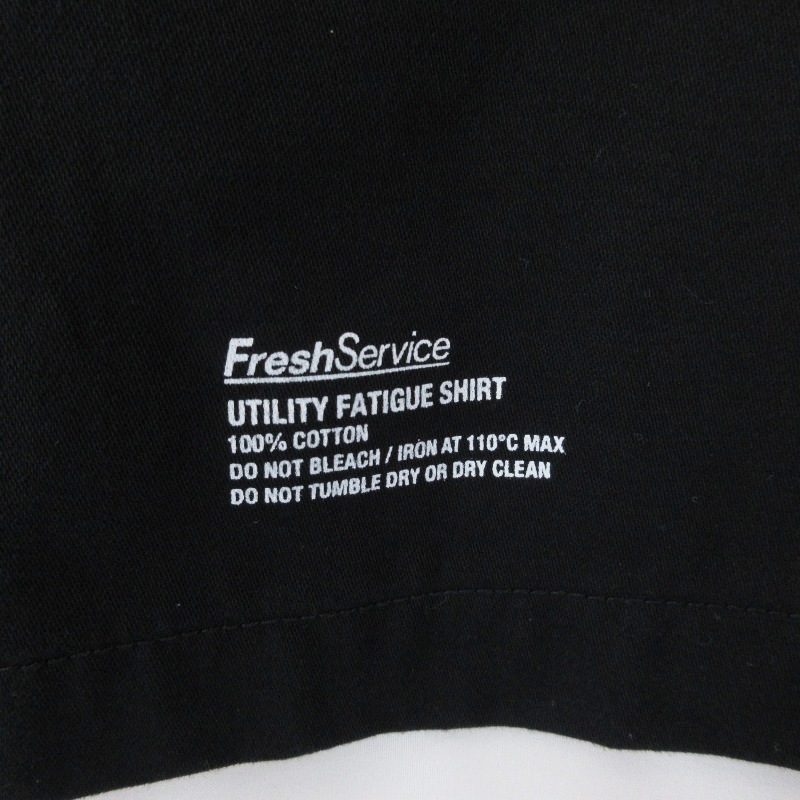 FreshService
UTILITY FATIGUE SHIRT
100% COTTON
DO NOT BLEACH / IRON AT 110°C MAX
DO NOT TUMBLE DRY OR DRY CLEAN